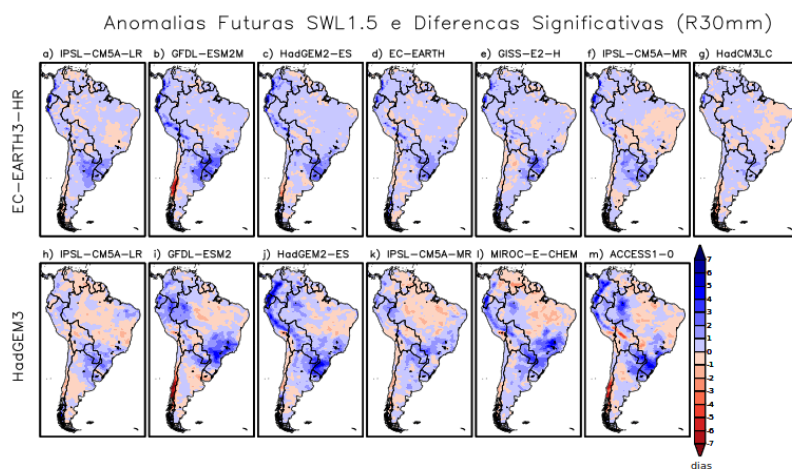 Anomalias Futuras SWL1.5 e Diferencas Significativas (R30mm)
a) IPSL-CM5A-LR b) GFDL-ESM2M c) HadGEM2-ES d) EC-EARTH e) GISS-E2-H f) IPSL-CM5A-MR g) HadCM3LC
EC-EARTH3-HR
h) IPSL-CM5A-LR i) GFDL-ESM2 j) HadGEM2-ES k) IPSL-CM5A-MR l) MIROC-E-CHEM m) ACCESS1-0
HadGEM3
7
6
5
4
3
2
1
0
-1
-2
-3
-4
-5
-6
-7
dias